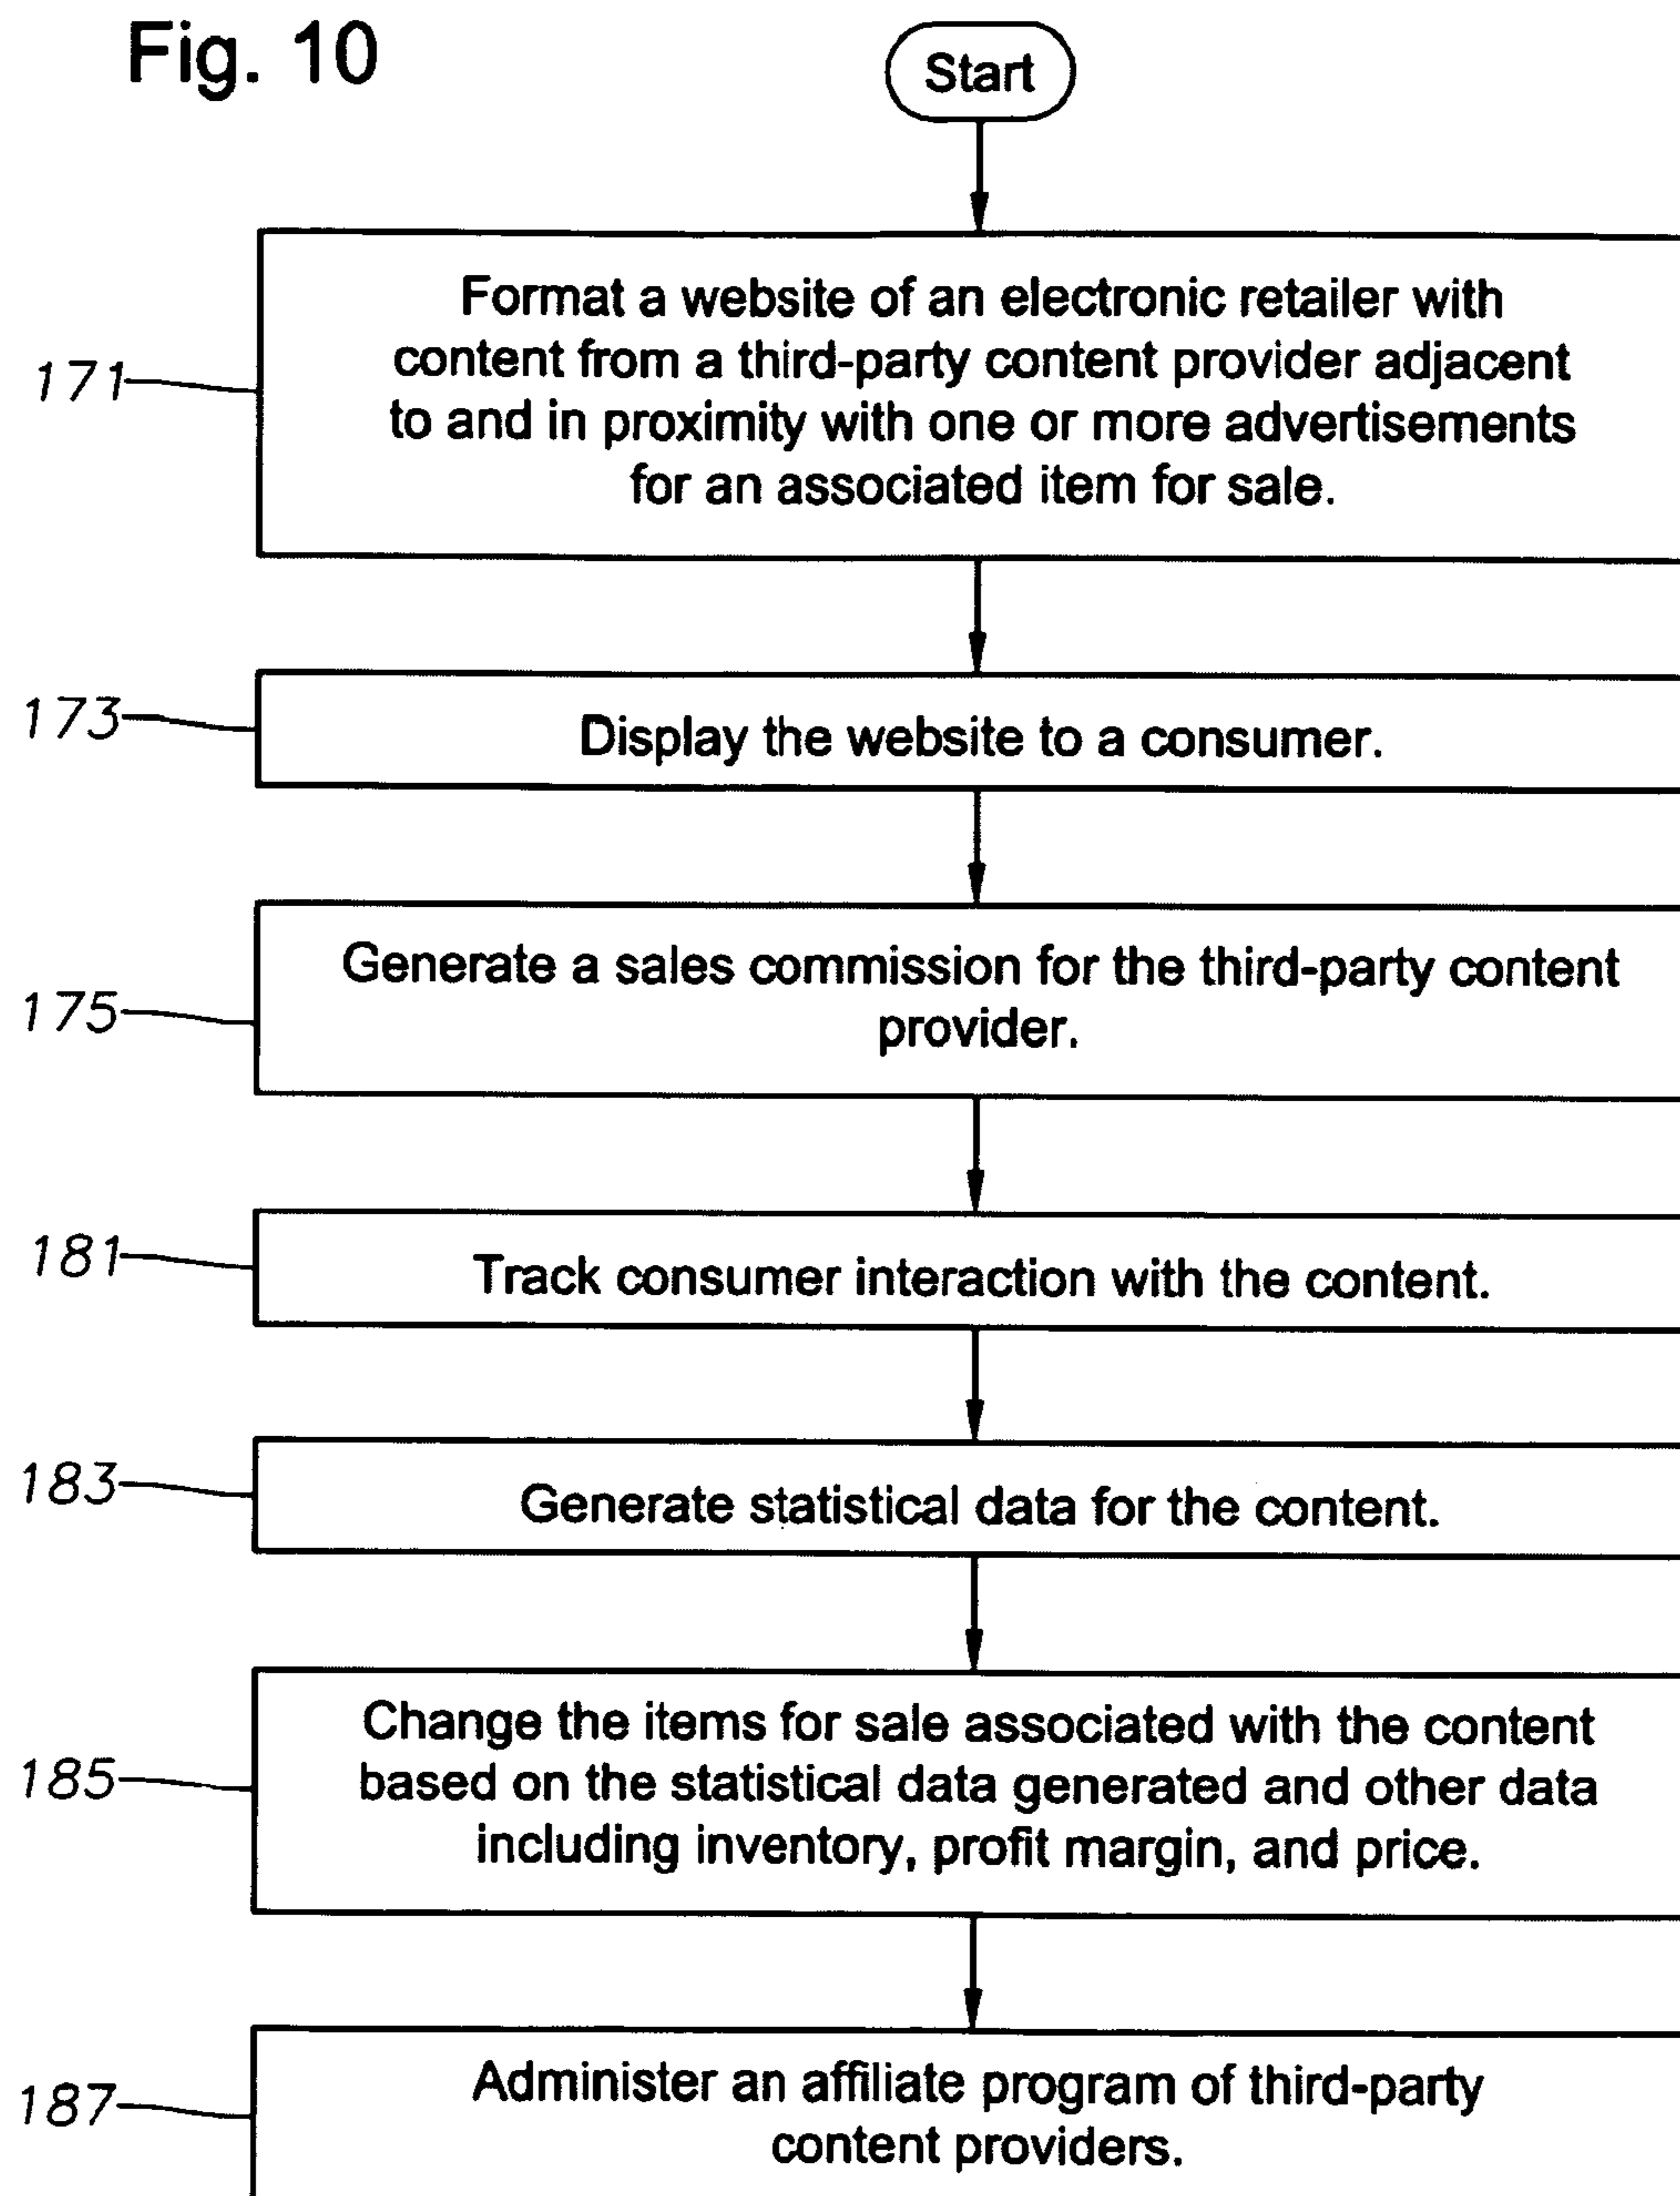 Fig. 10
Start
171
Format a website of an electronic retailer with
content from a third-party content provider adjacent
to and in proximity with one or more advertisements
for an associated item for sale.
173
Display the website to a consumer.
175
Generate a sales commission for the third-party content
provider.
181
Track consumer interaction with the content.
183
Generate statistical data for the content.
185
Change the items for sale associated with the content
based on the statistical data generated and other data
including inventory, profit margin, and price.
187
Administer an affiliate program of third-party
content providers.